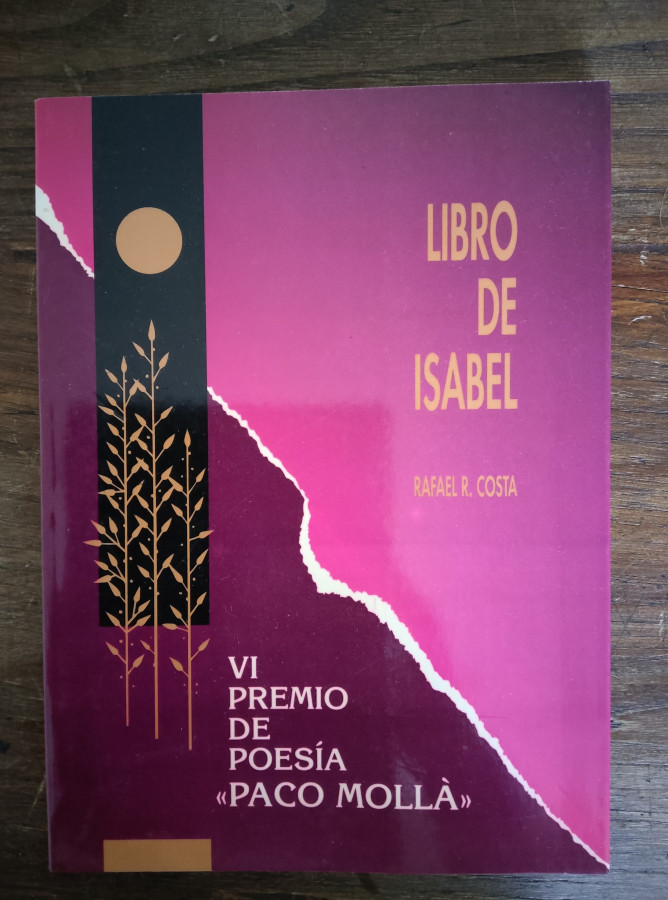 LIBRO
DE
ISABEL
RAFAEL R. COSTA
VI
PREMIO
DE
POESÍA
«PACO MOLLÀ»